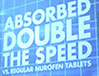 ABSORBED
DOUBLE
THE SPEED
VS. REGULAR NUROFEN TABLETS